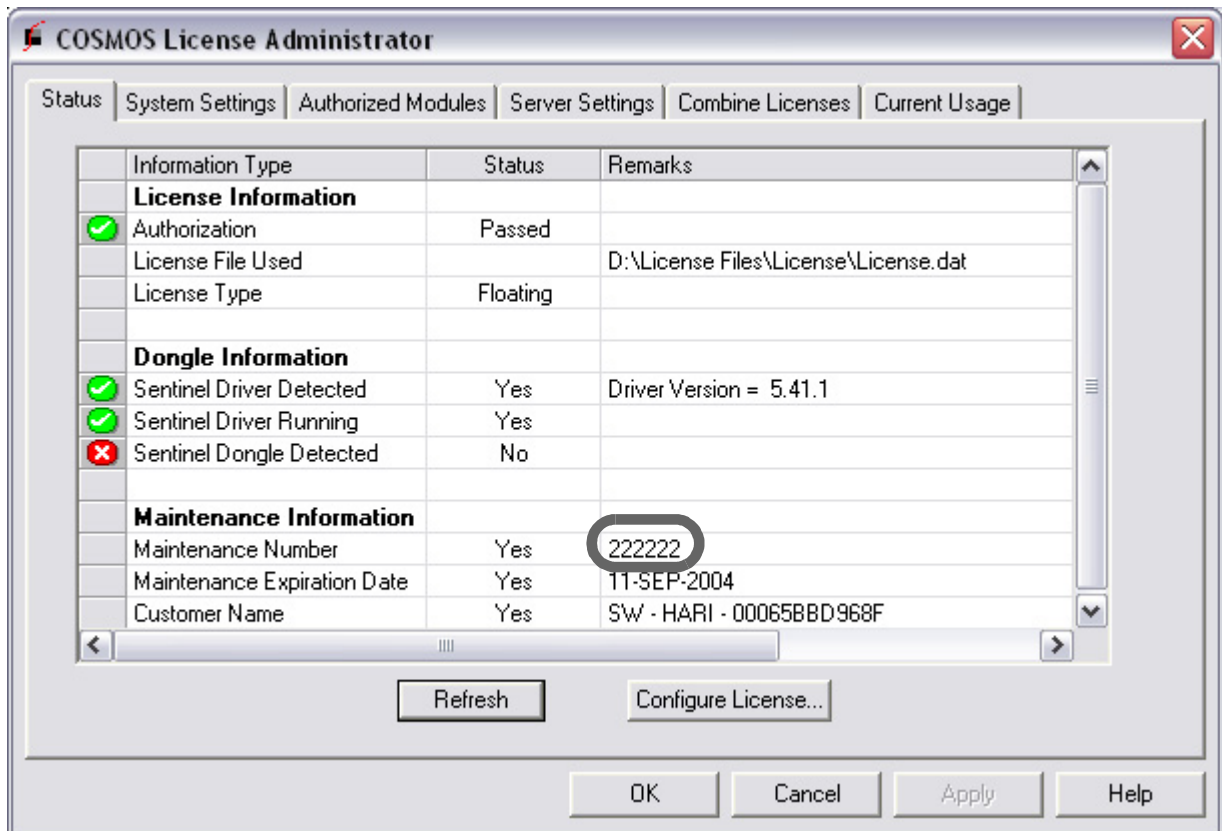 COSMOS License Administrator
Status System Settings Authorized Modules Server Settings Combine Licenses Current Usage
Information Type Status Remarks
License Information
Authorization Passed
License File Used D:\License Files\License\License.dat
License Type Floating
Dongle Information
Sentinel Driver Detected Yes Driver Version = 5.41.1
Sentinel Driver Running Yes
Sentinel Dongle Detected No
Maintenance Information
Maintenance Number Yes 222222
Maintenance Expiration Date Yes 11-SEP-2004
Customer Name Yes SW - HARI - 00065BBD968F
Refresh Configure License...
OK Cancel Apply Help